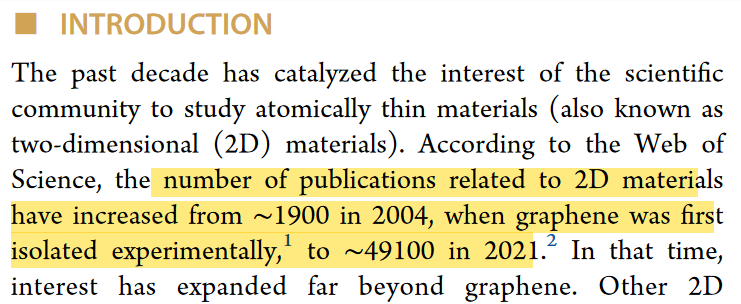 INTRODUCTION
The past decade has catalyzed the interest of the scientific
community to study atomically thin materials (also known as
two-dimensional (2D) materials). According to the Web of
Science, the number of publications related to 2D materials
have increased from ~1900 in 2004, when graphene was first
isolated experimentally,1 to ~49100 in 2021.2 In that time,
interest has expanded far beyond graphene. Other 2D